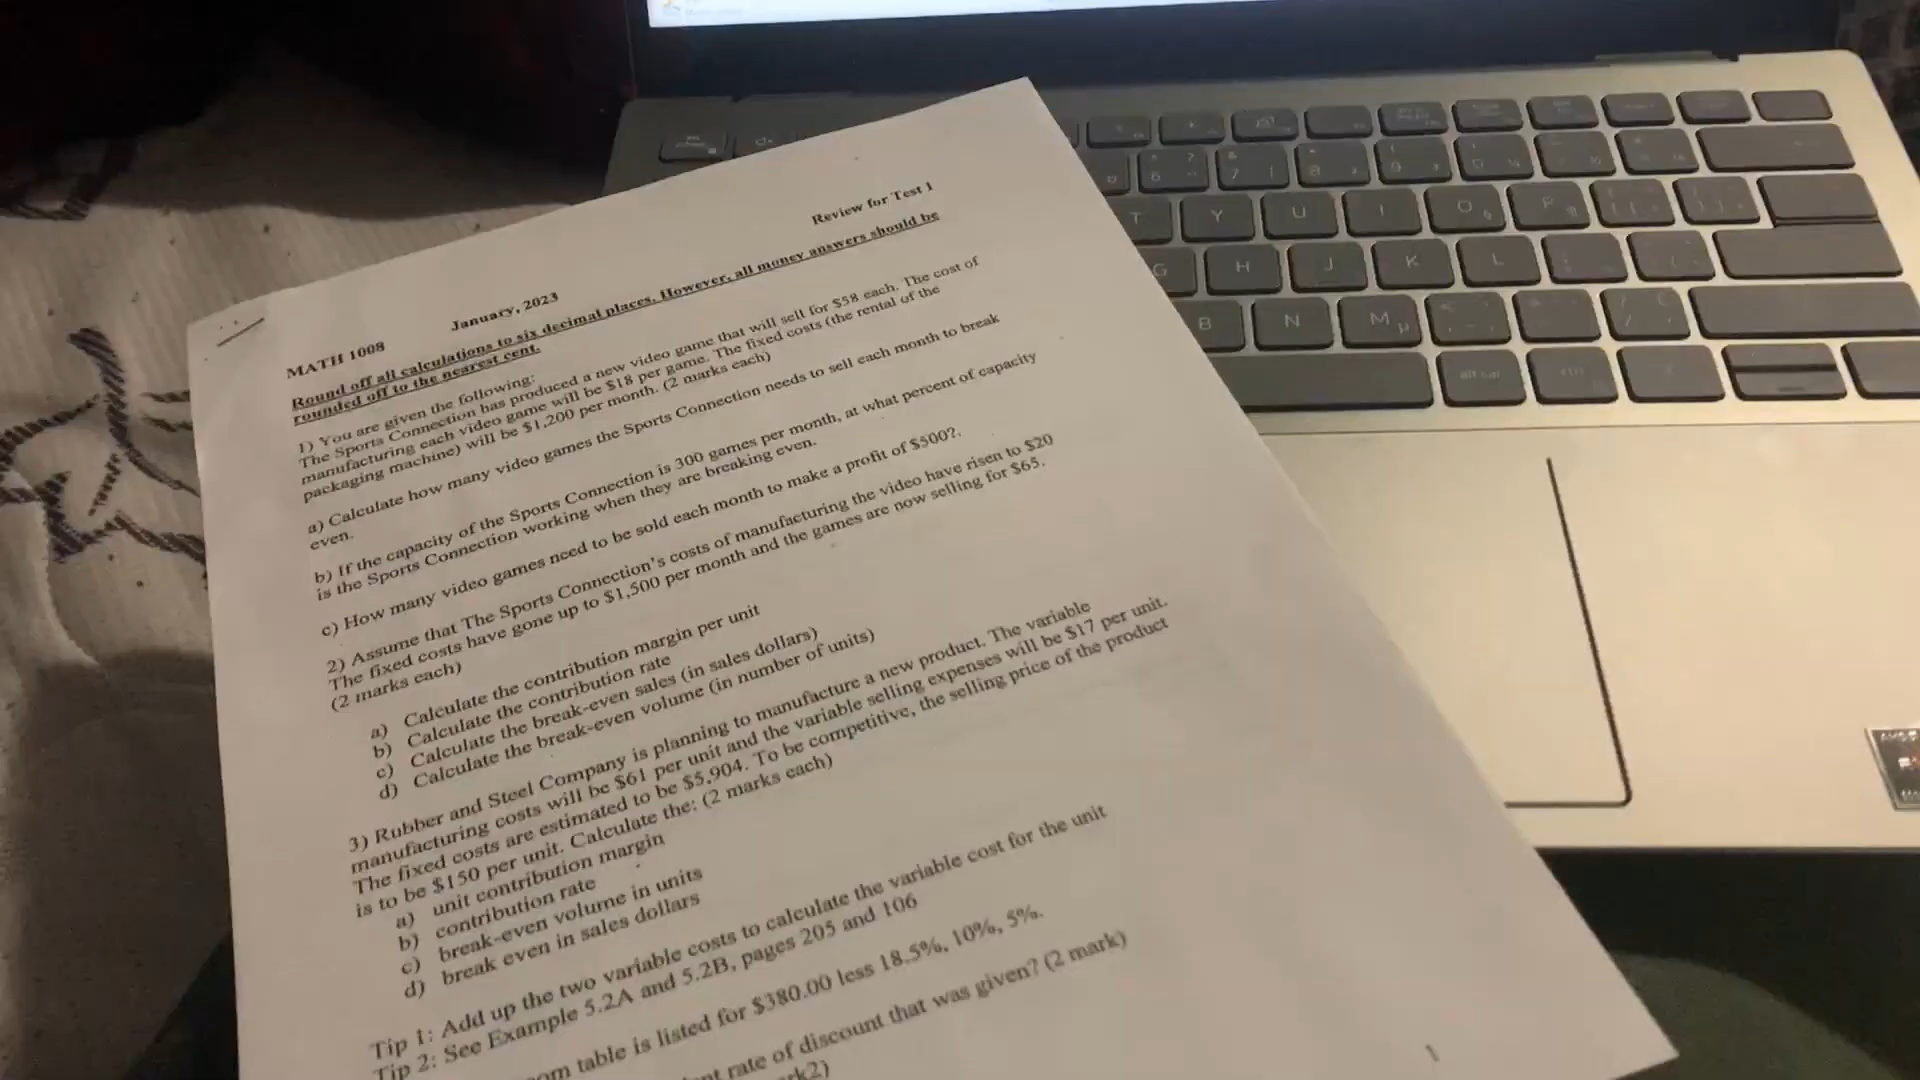 MATH 1008 January, 2023 Review for Test 1
Round off all calculations to six decimal places. However, all money answers should be
rounded off to the nearest cent.
1) You are given the following:
The Sports Connection has produced a new video game that will sell for $58 each. The cost of
manufacturing each video game will be $18 per game. The fixed costs (the rental of the
packaging machine) will be $1,200 per month. (2 marks each)
a) Calculate how many video games the Sports Connection needs to sell each month to break
even.
b) If the capacity of the Sports Connection is 300 games per month, at what percent of capacity
is the Sports Connection working when they are breaking even.
c) How many video games need to be sold each month to make a profit of $500?.
2) Assume that The Sports Connection's costs of manufacturing the video have risen to $20
The fixed costs have gone up to $1,500 per month and the games are now selling for $65.
(2 marks each)
a) Calculate the contribution margin per unit
b) Calculate the contribution rate
c) Calculate the break-even sales (in sales dollars)
d) Calculate the break-even volume (in number of units)
3) Rubber and Steel Company is planning to manufacture a new product. The variable
manufacturing costs will be $61 per unit and the variable selling expenses will be $17 per unit.
The fixed costs are estimated to be $5,904. To be competitive, the selling price of the product
is to be $150 per unit. Calculate the: (2 marks each)
a) unit contribution margin
b) contribution rate
c) break-even volume in units
d) break even in sales dollars
Tip 1: Add up the two variable costs to calculate the variable cost for the unit
Tip 2: See Example 5.2A and 5.2B, pages 205 and 106
table is listed for $380.00 less 18.5%, 10%, 5%.
rate of discount that was given? (2 mark)
1
T Y U I O P
G H J K L
B N M
alt car
ctrl